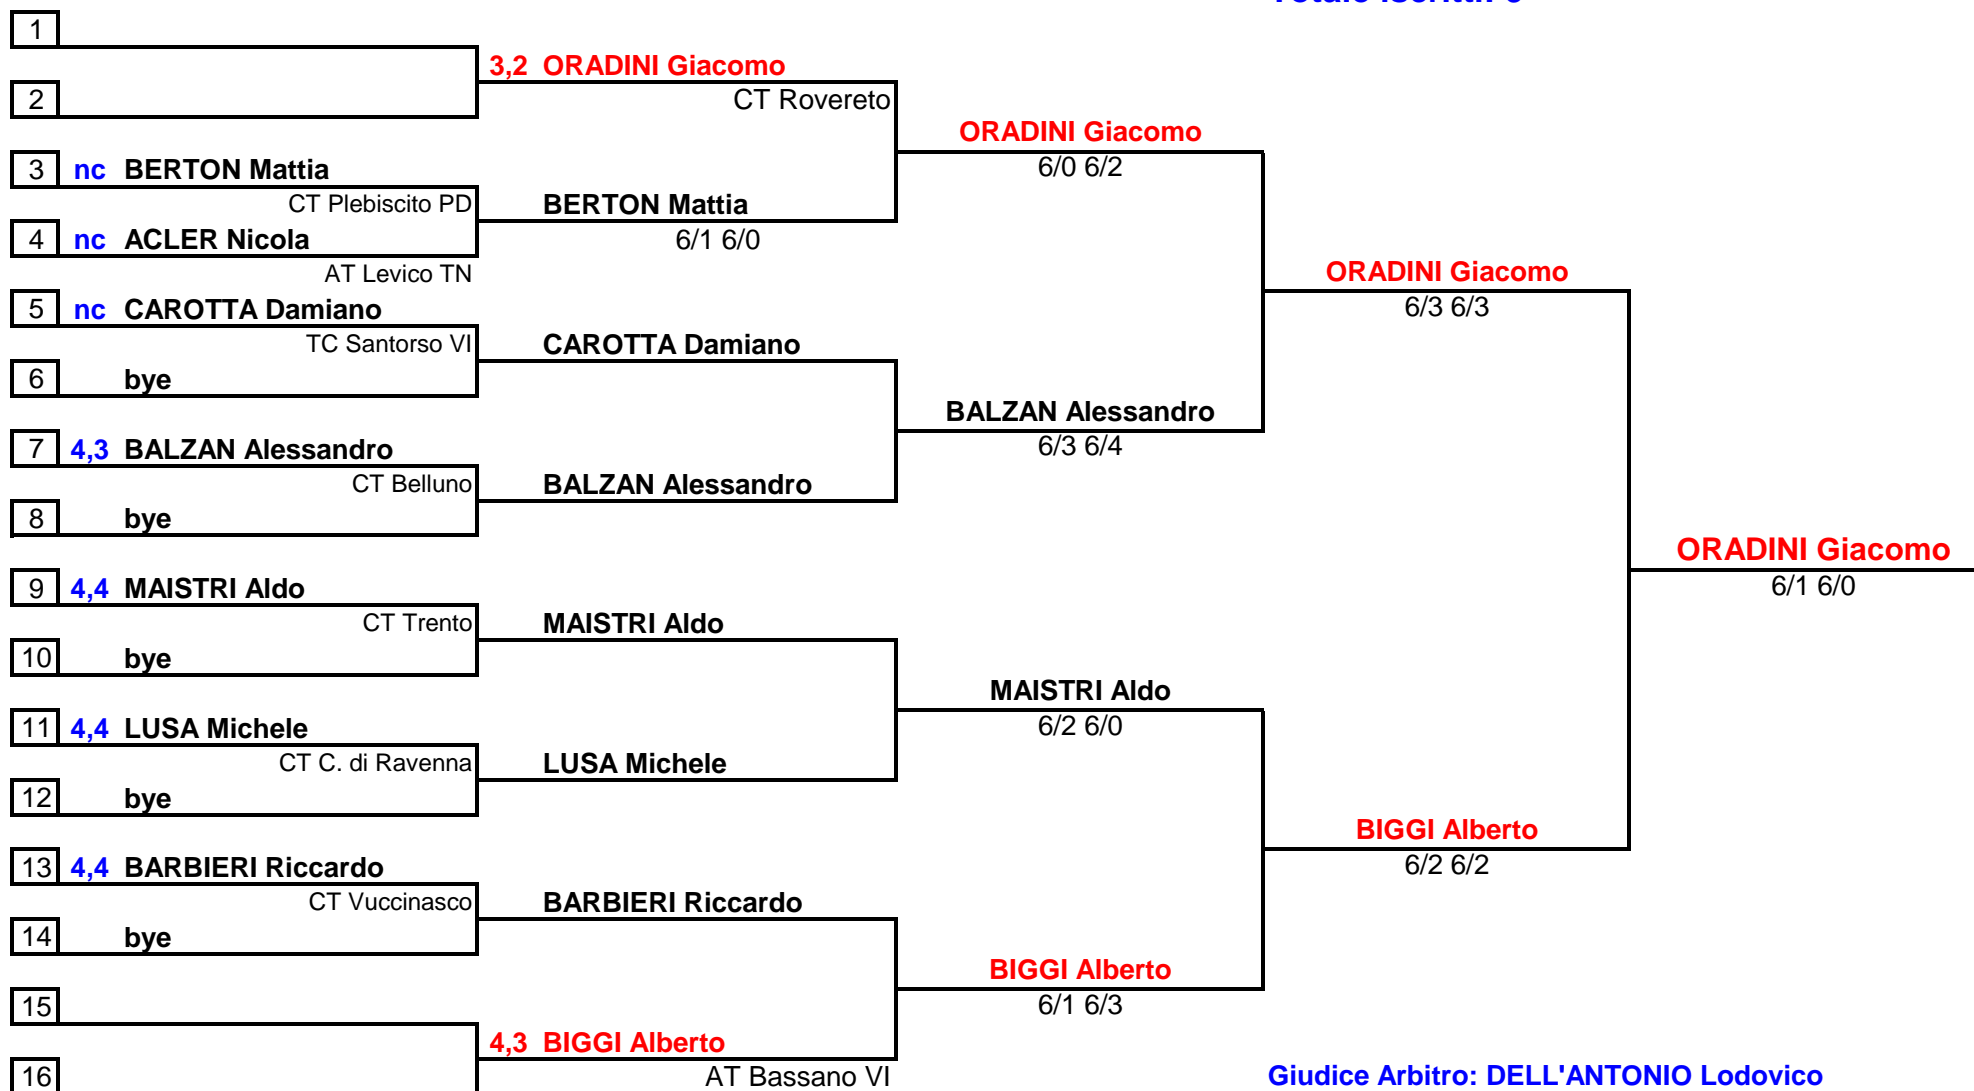 1
3,2 ORADINI Giacomo
2
CT Rovereto
ORADINI Giacomo
6/0 6/2
3 nc BERTON Mattia
CT Plebiscito PD
BERTON Mattia
4 nc ACLER Nicola
6/1 6/0
AT Levico TN
ORADINI Giacomo
6/3 6/3
5 nc CAROTTA Damiano
TC Santorso VI
CAROTTA Damiano
6 bye
BALZAN Alessandro
6/3 6/4
7 4,3 BALZAN Alessandro
CT Belluno
BALZAN Alessandro
8 bye
ORADINI Giacomo
6/1 6/0
9 4,4 MAISTRI Aldo
CT Trento
MAISTRI Aldo
10 bye
MAISTRI Aldo
6/2 6/0
11 4,4 LUSA Michele
CT C. di Ravenna
LUSA Michele
12 bye
BIGGI Alberto
6/2 6/2
13 4,4 BARBIERI Riccardo
CT Vuccinasco
BARBIERI Riccardo
14 bye
BIGGI Alberto
6/1 6/3
15
4,3 BIGGI Alberto
16
AT Bassano VI
Giudice Arbitro: DELL'ANTONIO Lodovico